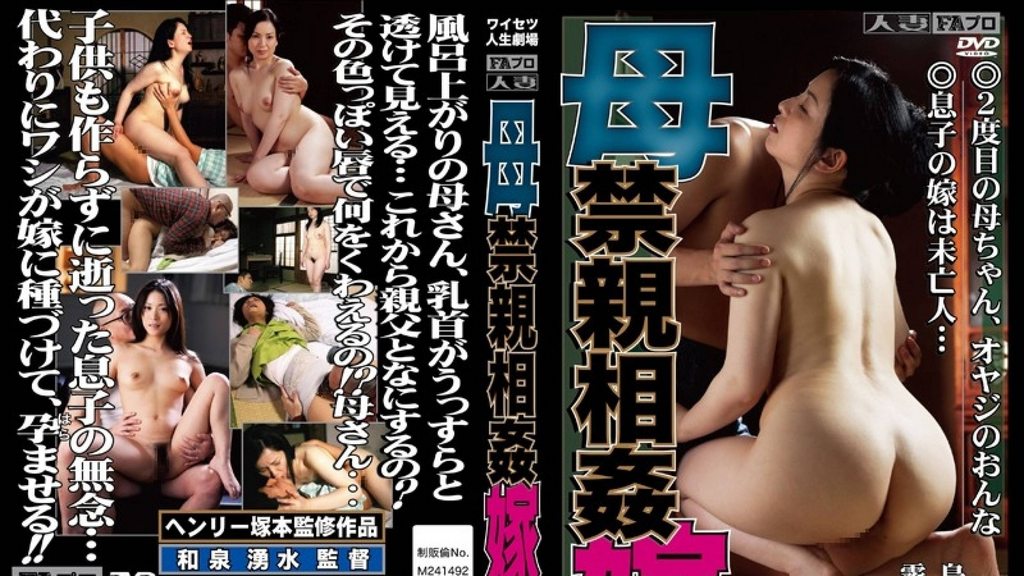 風呂上がりの母さん、乳首がうっすらと
透けて見える…これから親父となにするの?
その色っぽい唇で何をくわえるの!?母さん…
子供も作らずに逝った息子の無念…
代わりにワシが嫁に種づけて、孕ませる!!
はら
ヘンリー塚本監修作品
和泉 湧水 監督
制販倫No.
M241492
FAプロ
ワイセツ
人生劇場
FAプロ
人妻
母
禁親相姦
嫁
人妻 FAプロ
DVD
VIDEO
◎2度目の母ちゃん、オヤジのおんな
◎息子の嫁は未亡人…
母
禁親相姦
嫁